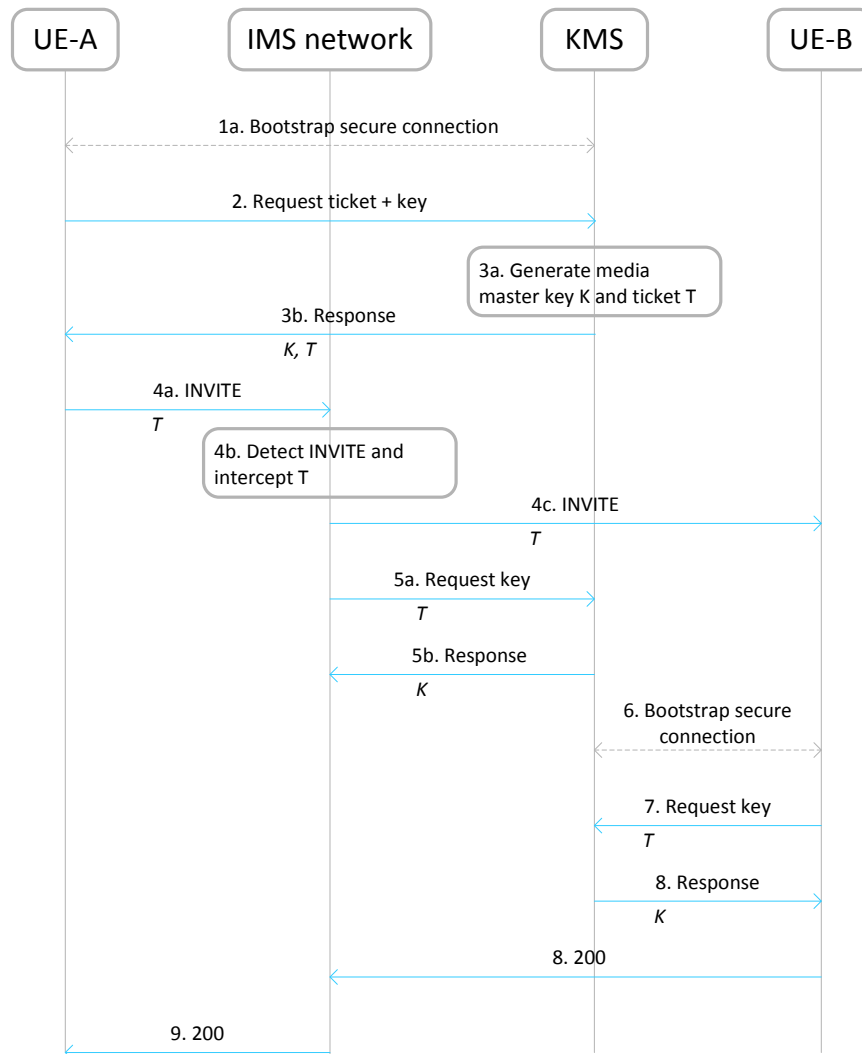 UE-A
IMS network
KMS
UE-B
1a. Bootstrap secure connection
2. Request ticket + key
3a. Generate media
master key K and ticket T
3b. Response
K, T
4a. INVITE
T
4b. Detect INVITE and
intercept T
4c. INVITE
T
5a. Request key
T
5b. Response
K
6. Bootstrap secure
connection
7. Request key
T
8. Response
K
8. 200
9. 200